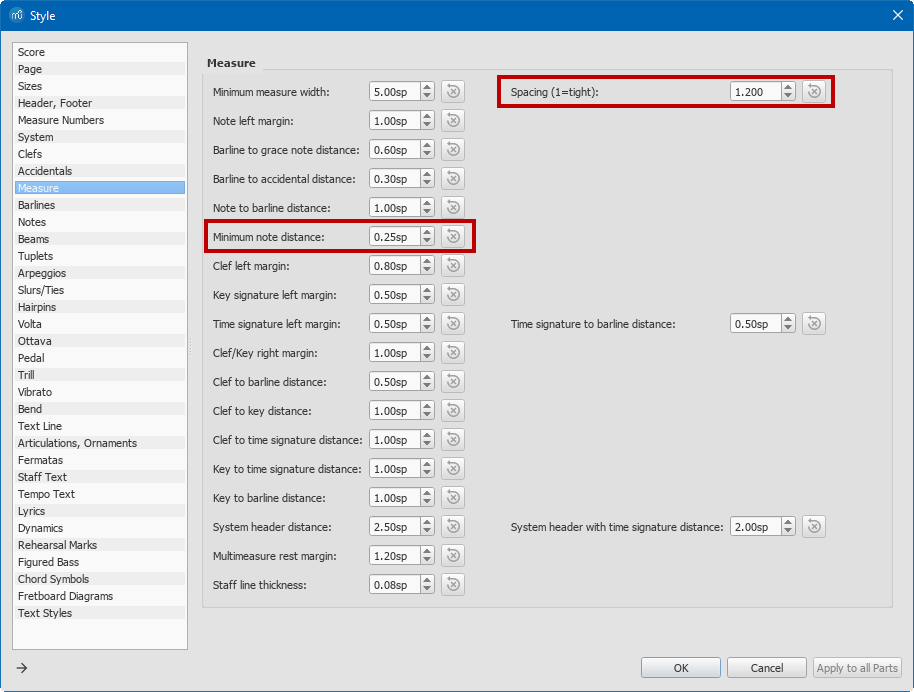 Style
Score
Page
Sizes
Header, Footer
Measure Numbers
System
Clefs
Accidentals
Measure
Barlines
Notes
Beams
Tuplets
Arpeggios
Slurs/Ties
Hairpins
Volta
Ottava
Pedal
Trill
Vibrato
Bend
Text Line
Articulations, Ornaments
Fermatas
Staff Text
Tempo Text
Lyrics
Dynamics
Rehearsal Marks
Figured Bass
Chord Symbols
Fretboard Diagrams
Text Styles
Measure
Minimum measure width: 5.00sp Spacing (1=tight): 1.200
Note left margin: 1.00sp
Barline to grace note distance: 0.60sp
Barline to accidental distance: 0.30sp
Note to barline distance: 1.00sp
Minimum note distance: 0.25sp
Clef left margin: 0.80sp
Key signature left margin: 0.50sp
Time signature left margin: 0.50sp Time signature to barline distance: 0.50sp
Clef/Key right margin: 1.00sp
Clef to barline distance: 0.50sp
Clef to key distance: 1.00sp
Clef to time signature distance: 1.00sp
Key to time signature distance: 1.00sp
Key to barline distance: 1.00sp
System header distance: 2.50sp System header with time signature distance: 2.00sp
Multimeasure rest margin: 1.20sp
Staff line thickness: 0.08sp
OK Cancel Apply to all Parts